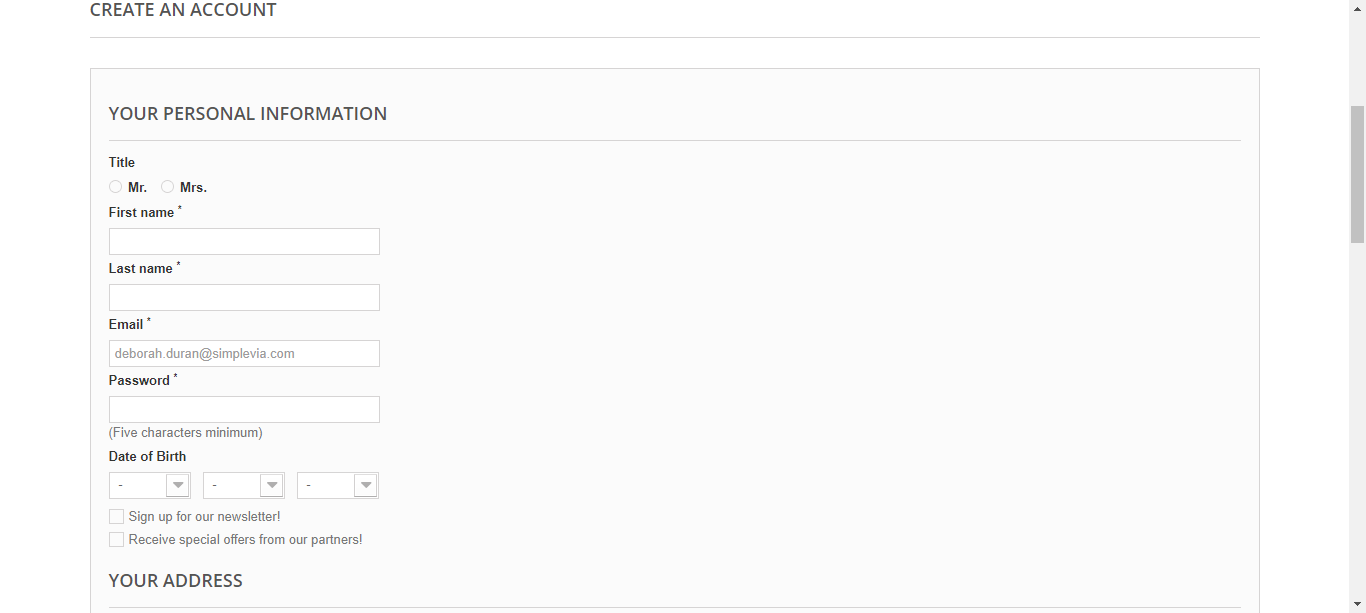 CREATE AN ACCOUNT
YOUR PERSONAL INFORMATION
Title
Mr. Mrs.
First name *
Last name *
Email *
deborah.duran@simplevia.com
Password *
(Five characters minimum)
Date of Birth
- - -
Sign up for our newsletter!
Receive special offers from our partners!
YOUR ADDRESS